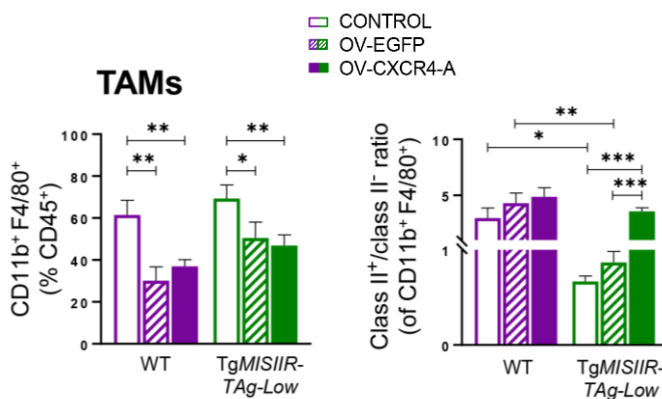 CONTROL
OV-EGFP
OV-CXCR4-A
TAMs
CD11b⁺ F4/80⁺
(% CD45⁺)
100
80
60
40
20
0
**
**
**
*
WT
TgMISIIR-
TAg-Low
Class II⁺/class II⁻ ratio
(of CD11b⁺ F4/80⁺)
10
5
1
0
**
*
***
***
WT
TgMISIIR-
TAg-Low